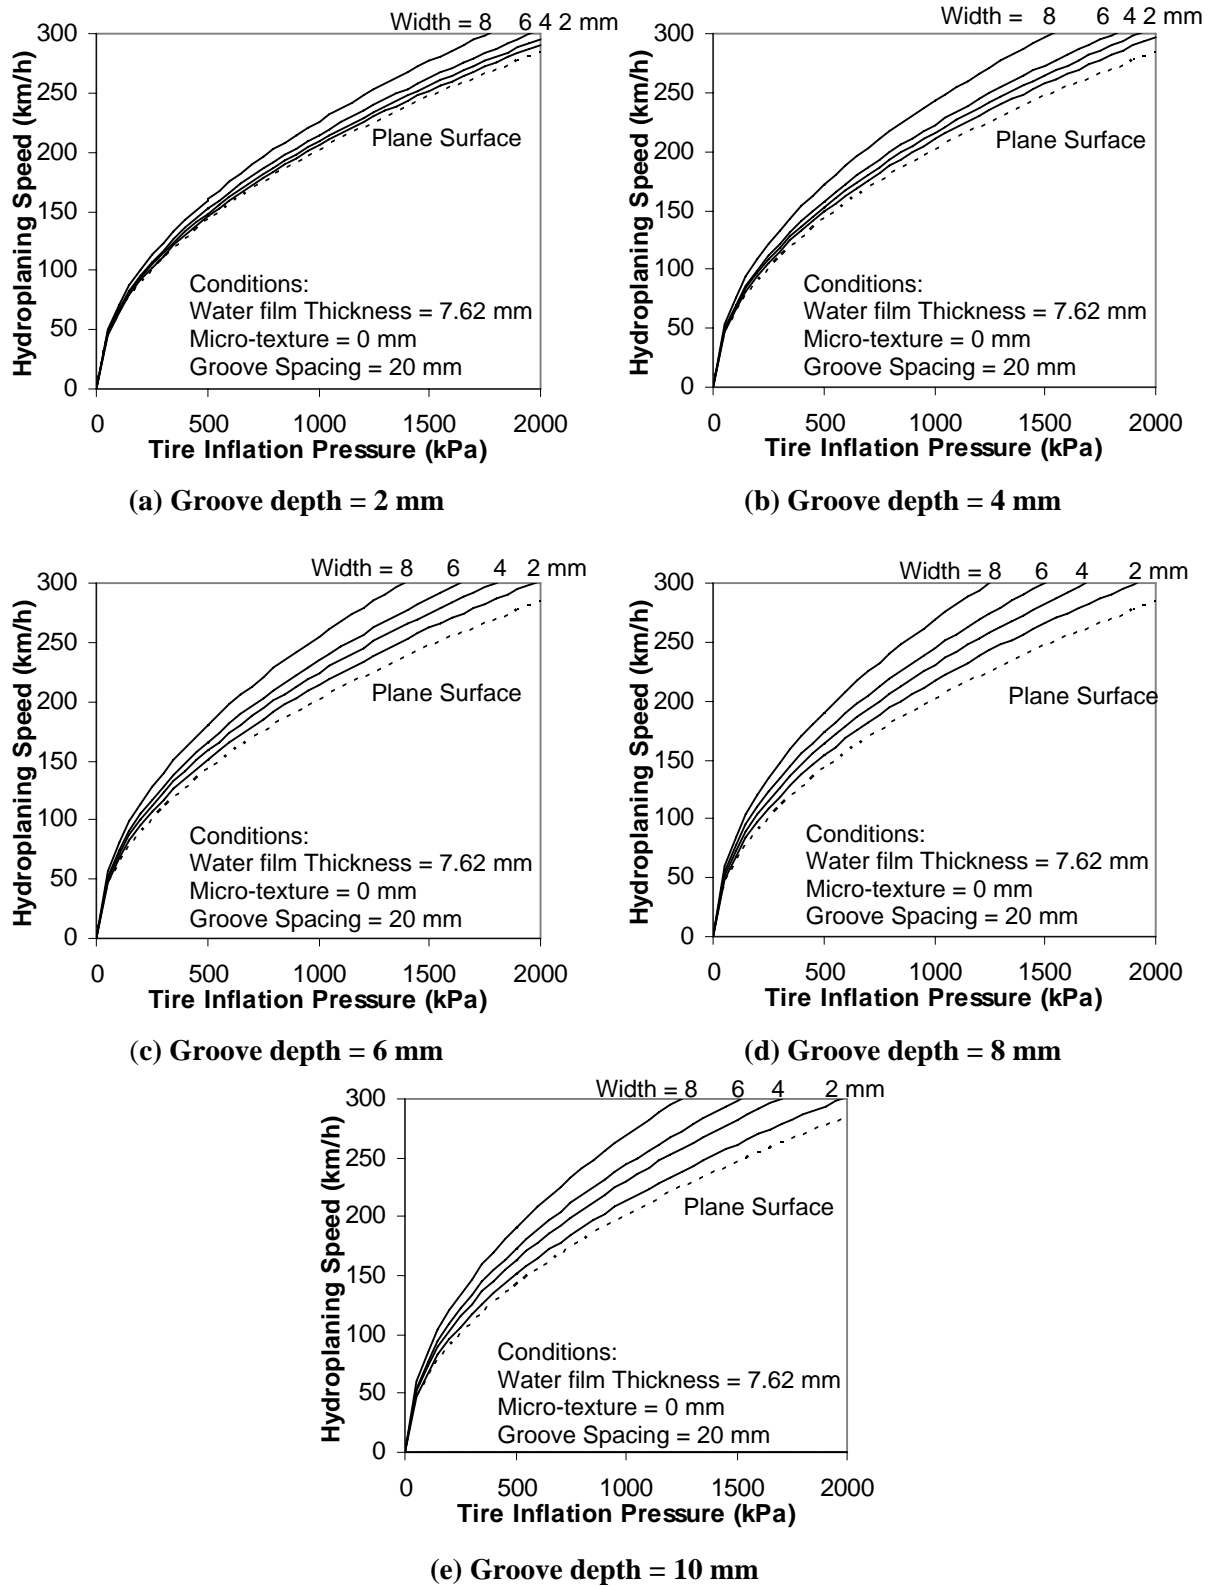 Width = 8 6 4 2 mm
300
250
200
150
100
50
0
Hydroplaning Speed (km/h)
Plane Surface
Conditions:
Water film Thickness = 7.62 mm
Micro-texture = 0 mm
Groove Spacing = 20 mm
0 500 1000 1500 2000
Tire Inflation Pressure (kPa)
(a) Groove depth = 2 mm
Width = 8 6 4 2 mm
300
250
200
150
100
50
0
Hydroplaning Speed (km/h)
Plane Surface
Conditions:
Water film Thickness = 7.62 mm
Micro-texture = 0 mm
Groove Spacing = 20 mm
0 500 1000 1500 2000
Tire Inflation Pressure (kPa)
(b) Groove depth = 4 mm
Width = 8 6 4 2 mm
300
250
200
150
100
50
0
Hydroplaning Speed (km/h)
Plane Surface
Conditions:
Water film Thickness = 7.62 mm
Micro-texture = 0 mm
Groove Spacing = 20 mm
0 500 1000 1500 2000
Tire Inflation Pressure (kPa)
(c) Groove depth = 6 mm
Width = 8 6 4 2 mm
300
250
200
150
100
50
0
Hydroplaning Speed (km/h)
Plane Surface
Conditions:
Water film Thickness = 7.62 mm
Micro-texture = 0 mm
Groove Spacing = 20 mm
0 500 1000 1500 2000
Tire Inflation Pressure (kPa)
(d) Groove depth = 8 mm
Width = 8 6 4 2 mm
300
250
200
150
100
50
0
Hydroplaning Speed (km/h)
Plane Surface
Conditions:
Water film Thickness = 7.62 mm
Micro-texture = 0 mm
Groove Spacing = 20 mm
0 500 1000 1500 2000
Tire Inflation Pressure (kPa)
(e) Groove depth = 10 mm